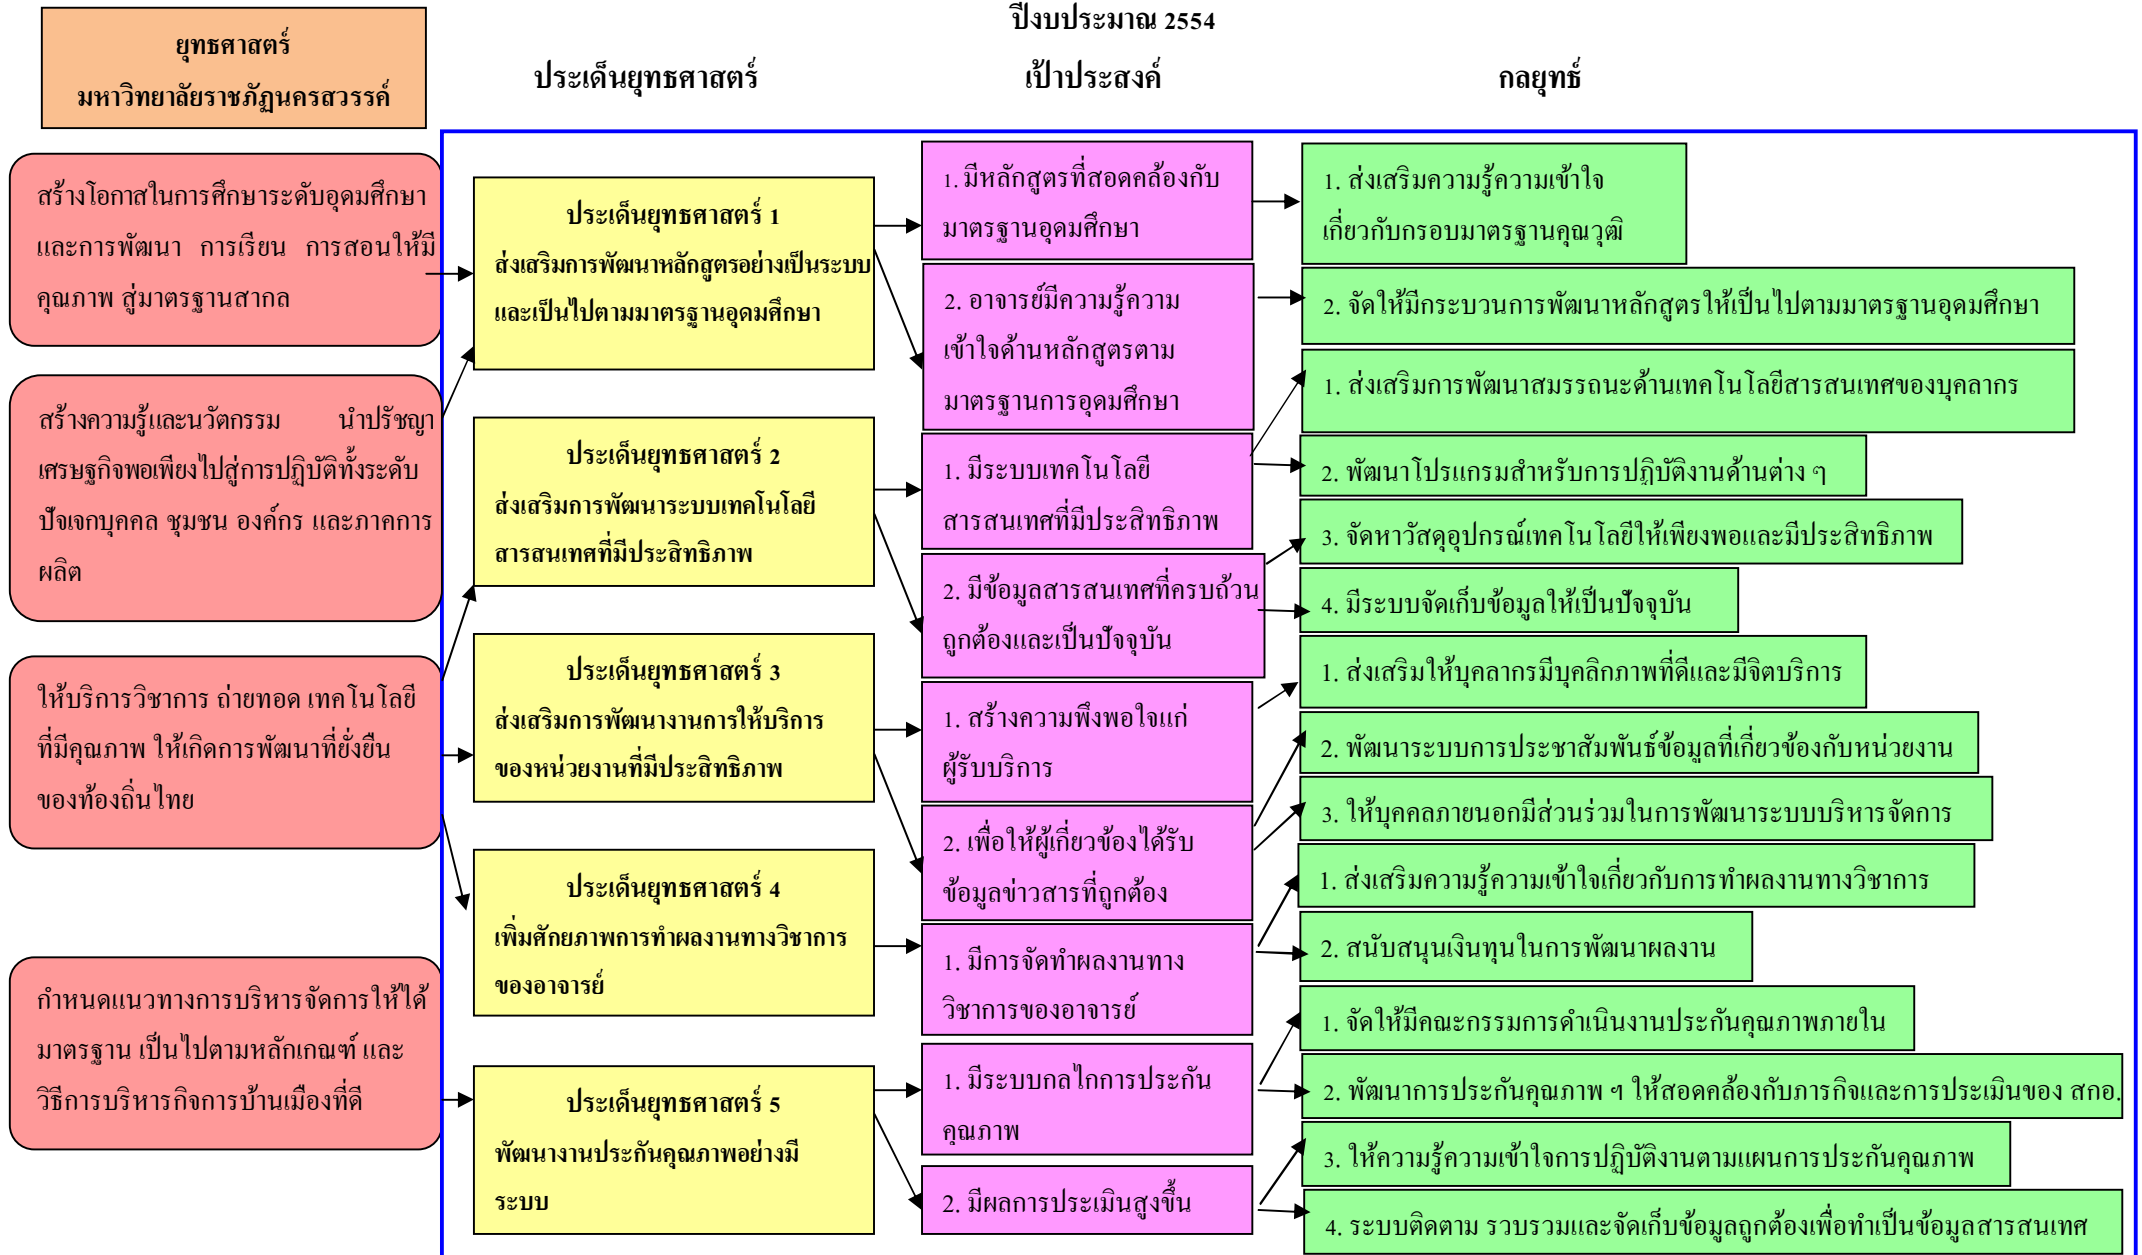 ปีงบประมาณ 2554
ยุทธศาสตร์
มหาวิทยาลัยราชภัฏนครสวรรค์
ประเด็นยุทธศาสตร์
เป้าประสงค์
กลยุทธ์
สร้างโอกาสในการศึกษาระดับอุดมศึกษา
และการพัฒนา การเรียน การสอนให้มี
คุณภาพ สู่มาตรฐานสากล
สร้างความรู้และนวัตกรรม นำปรัชญา
เศรษฐกิจพอเพียงไปสู่การปฏิบัติทั้งระดับ
ปัจเจกบุคคล ชุมชน องค์กร และภาคการ
ผลิต
ให้บริการวิชาการ ถ่ายทอด เทคโนโลยี
ที่มีคุณภาพ ให้เกิดการพัฒนาที่ยั่งยืน
ของท้องถิ่นไทย
กำหนดแนวทางการบริหารจัดการให้ได้
มาตรฐาน เป็นไปตามหลักเกณฑ์ และ
วิธีการบริหารกิจการบ้านเมืองที่ดี
ประเด็นยุทธศาสตร์ 1
ส่งเสริมการพัฒนาหลักสูตรอย่างเป็นระบบ
และเป็นไปตามมาตรฐานอุดมศึกษา
ประเด็นยุทธศาสตร์ 2
ส่งเสริมการพัฒนาระบบเทคโนโลยี
สารสนเทศที่มีประสิทธิภาพ
ประเด็นยุทธศาสตร์ 3
ส่งเสริมการพัฒนางานการให้บริการ
ของหน่วยงานที่มีประสิทธิภาพ
ประเด็นยุทธศาสตร์ 4
เพิ่มศักยภาพการทำผลงานทางวิชาการ
ของอาจารย์
ประเด็นยุทธศาสตร์ 5
พัฒนางานประกันคุณภาพอย่างมี
ระบบ
1. มีหลักสูตรที่สอดคล้องกับ
มาตรฐานอุดมศึกษา
2. อาจารย์มีความรู้ความ
เข้าใจด้านหลักสูตรตาม
มาตรฐานการอุดมศึกษา
1. มีระบบเทคโนโลยี
สารสนเทศที่มีประสิทธิภาพ
2. มีข้อมูลสารสนเทศที่ครบถ้วน
ถูกต้องและเป็นปัจจุบัน
1. สร้างความพึงพอใจแก่
ผู้รับบริการ
2. เพื่อให้ผู้เกี่ยวข้องได้รับ
ข้อมูลข่าวสารที่ถูกต้อง
1. มีการจัดทำผลงานทาง
วิชาการของอาจารย์
1. มีระบบกลไกการประกัน
คุณภาพ
2. มีผลการประเมินสูงขึ้น
1. ส่งเสริมความรู้ความเข้าใจ
เกี่ยวกับกรอบมาตรฐานคุณวุฒิ
2. จัดให้มีกระบวนการพัฒนาหลักสูตรให้เป็นไปตามมาตรฐานอุดมศึกษา
1. ส่งเสริมการพัฒนาสมรรถนะด้านเทคโนโลยีสารสนเทศของบุคลากร
2. พัฒนาโปรแกรมสำหรับการปฏิบัติงานด้านต่าง ๆ
3. จัดหาวัสดุอุปกรณ์เทคโนโลยีให้เพียงพอและมีประสิทธิภาพ
4. มีระบบจัดเก็บข้อมูลให้เป็นปัจจุบัน
1. ส่งเสริมให้บุคลากรมีบุคลิกภาพที่ดีและมีจิตบริการ
2. พัฒนาระบบการประชาสัมพันธ์ข้อมูลที่เกี่ยวข้องกับหน่วยงาน
3. ให้บุคคลภายนอกมีส่วนร่วมในการพัฒนาระบบบริหารจัดการ
1. ส่งเสริมความรู้ความเข้าใจเกี่ยวกับการทำผลงานทางวิชาการ
2. สนับสนุนเงินทุนในการพัฒนาผลงาน
1. จัดให้มีคณะกรรมการดำเนินงานประกันคุณภาพภายใน
2. พัฒนาการประกันคุณภาพ ฯ ให้สอดคล้องกับภารกิจและการประเมินของ สกอ.
3. ให้ความรู้ความเข้าใจการปฏิบัติงานตามแผนการประกันคุณภาพ
4. ระบบติดตาม รวบรวมและจัดเก็บข้อมูลถูกต้องเพื่อทำเป็นข้อมูลสารสนเทศ